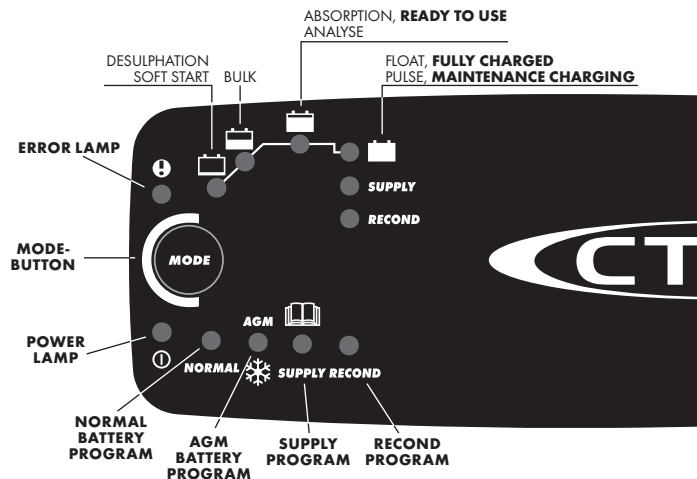 ABSORPTION, READY TO USE
ANALYSE
DESULPHATION
SOFT START
BULK
FLOAT, FULLY CHARGED
PULSE, MAINTENANCE CHARGING
ERROR LAMP
SUPPLY
RECOND
MODE-
BUTTON
MODE
CT
POWER
LAMP
AGM
NORMAL
SUPPLY RECOND
NORMAL
BATTERY
PROGRAM
AGM
BATTERY
PROGRAM
SUPPLY
PROGRAM
RECOND
PROGRAM